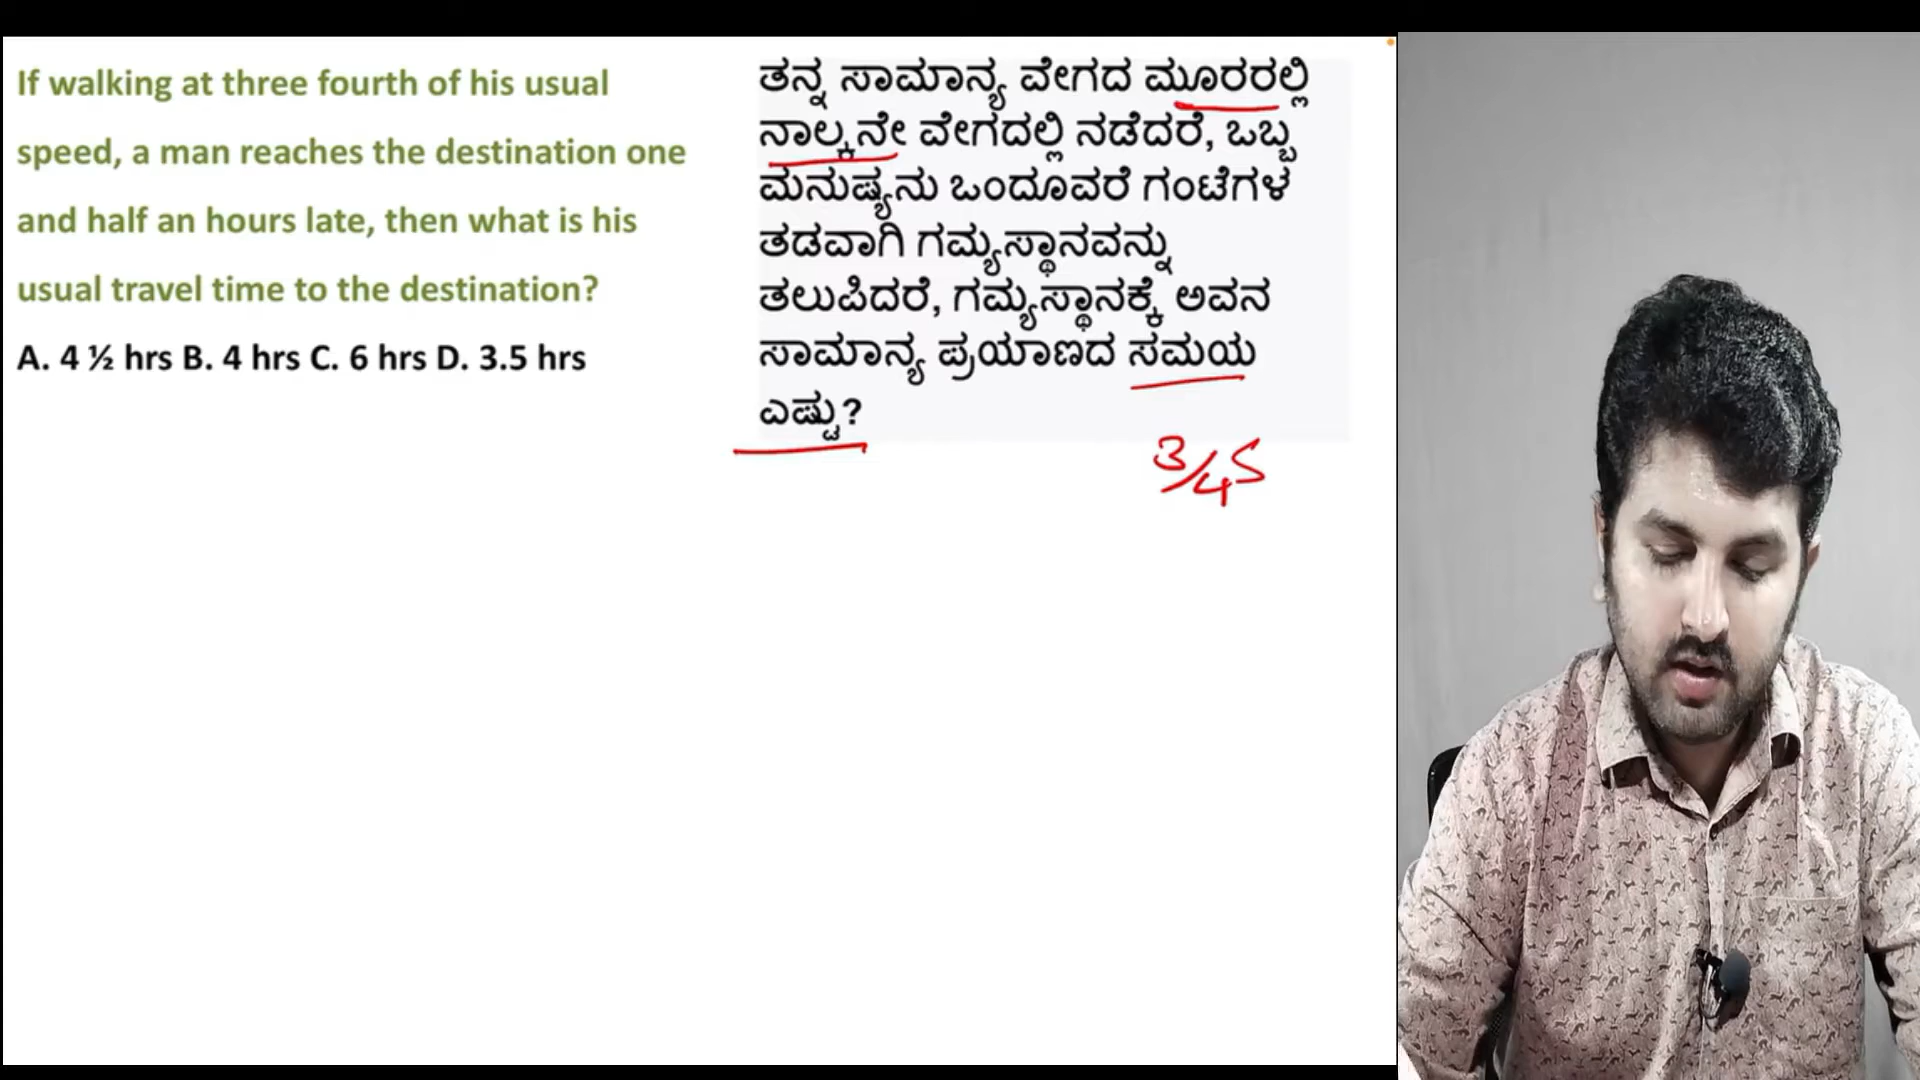 If walking at three fourth of his usual
speed, a man reaches the destination one
and half an hours late, then what is his
usual travel time to the destination?
A. 4 ½ hrs B. 4 hrs C. 6 hrs D. 3.5 hrs
ತನ್ನ ಸಾಮಾನ್ಯ ವೇಗದ ಮೂರರಲ್ಲಿ
ನಾಲ್ಕನೇ ವೇಗದಲ್ಲಿ ನಡೆದರೆ, ಒಬ್ಬ
ಮನುಷ್ಯನು ಒಂದೂವರೆ ಗಂಟೆಗಳ
ತಡವಾಗಿ ಗಮ್ಯಸ್ಥಾನವನ್ನು
ತಲುಪಿದರೆ, ಗಮ್ಯಸ್ಥಾನಕ್ಕೆ ಅವನ
ಸಾಮಾನ್ಯ ಪ್ರಯಾಣದ ಸಮಯ
ಎಷ್ಟು?
3/4 S